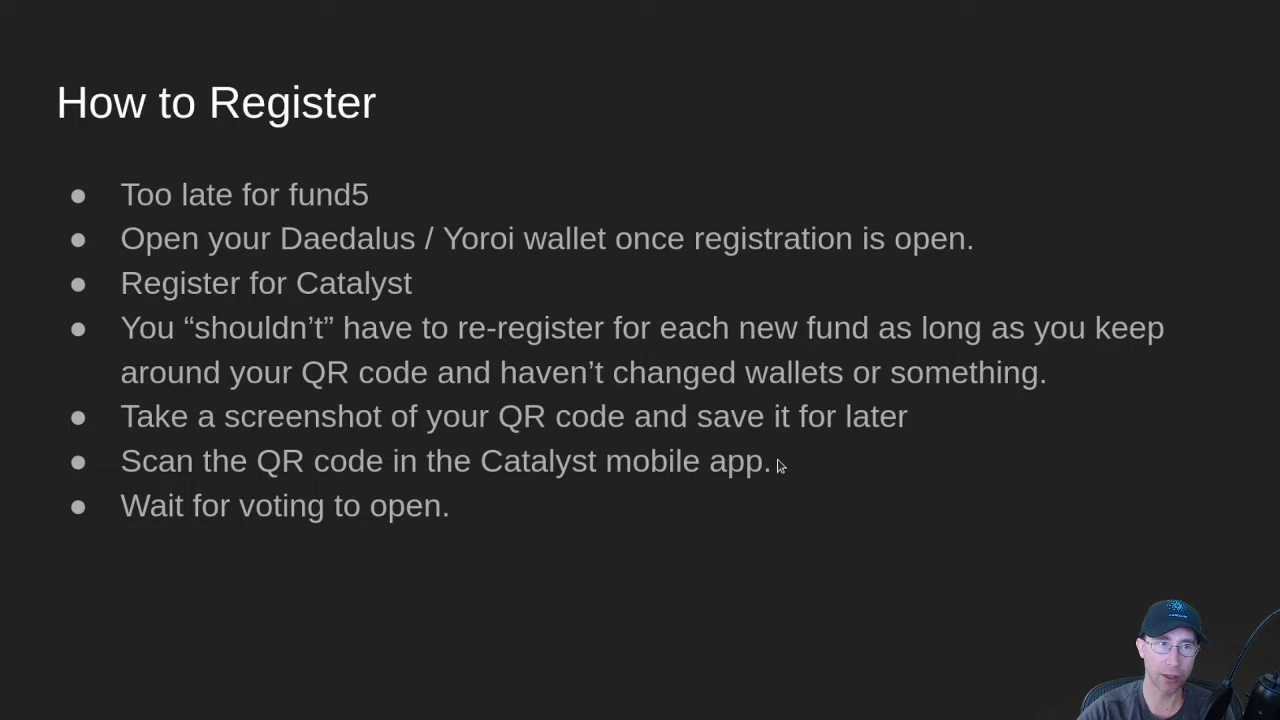 How to Register
● Too late for fund5
● Open your Daedalus / Yoroi wallet once registration is open.
● Register for Catalyst
● You “shouldn’t” have to re-register for each new fund as long as you keep
around your QR code and haven’t changed wallets or something.
● Take a screenshot of your QR code and save it for later
● Scan the QR code in the Catalyst mobile app.
● Wait for voting to open.